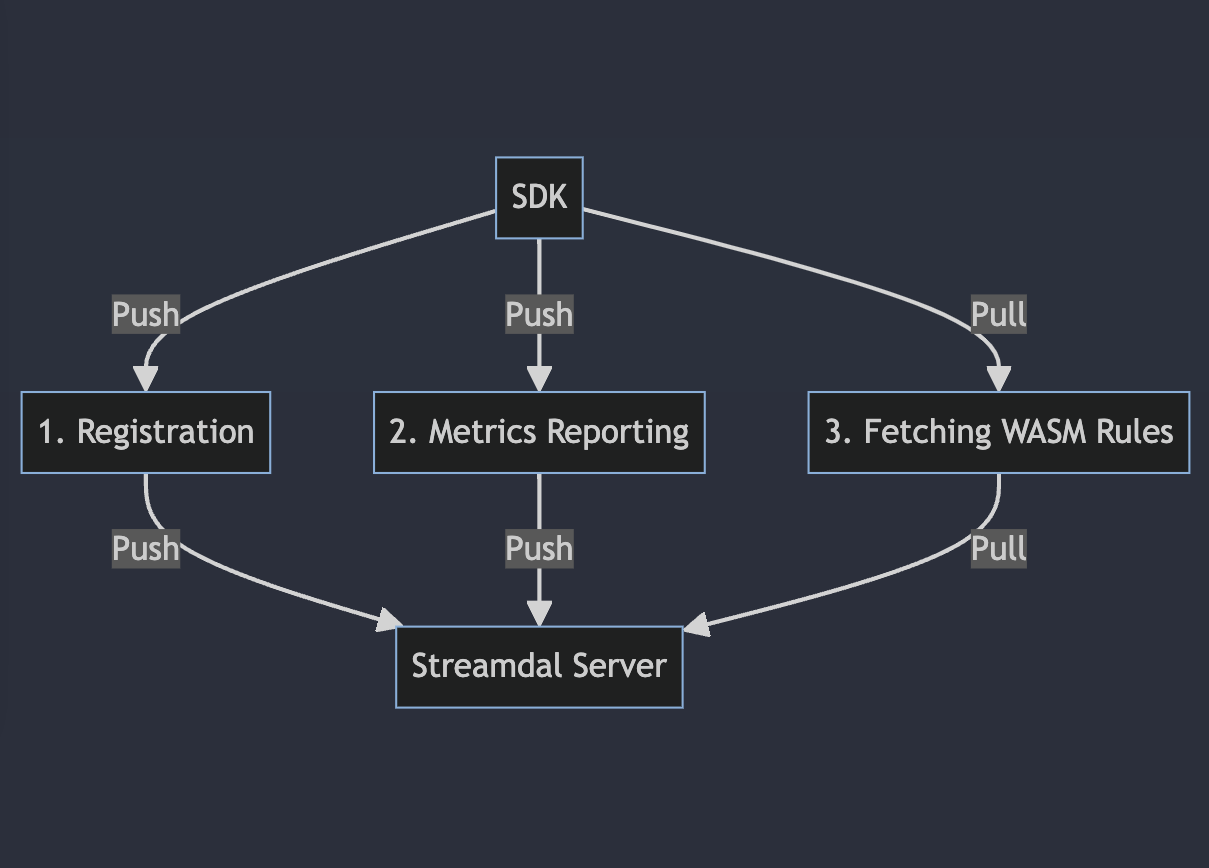 SDK
Push
Push
Pull
1. Registration
2. Metrics Reporting
3. Fetching WASM Rules
Push
Push
Pull
Streamdal Server